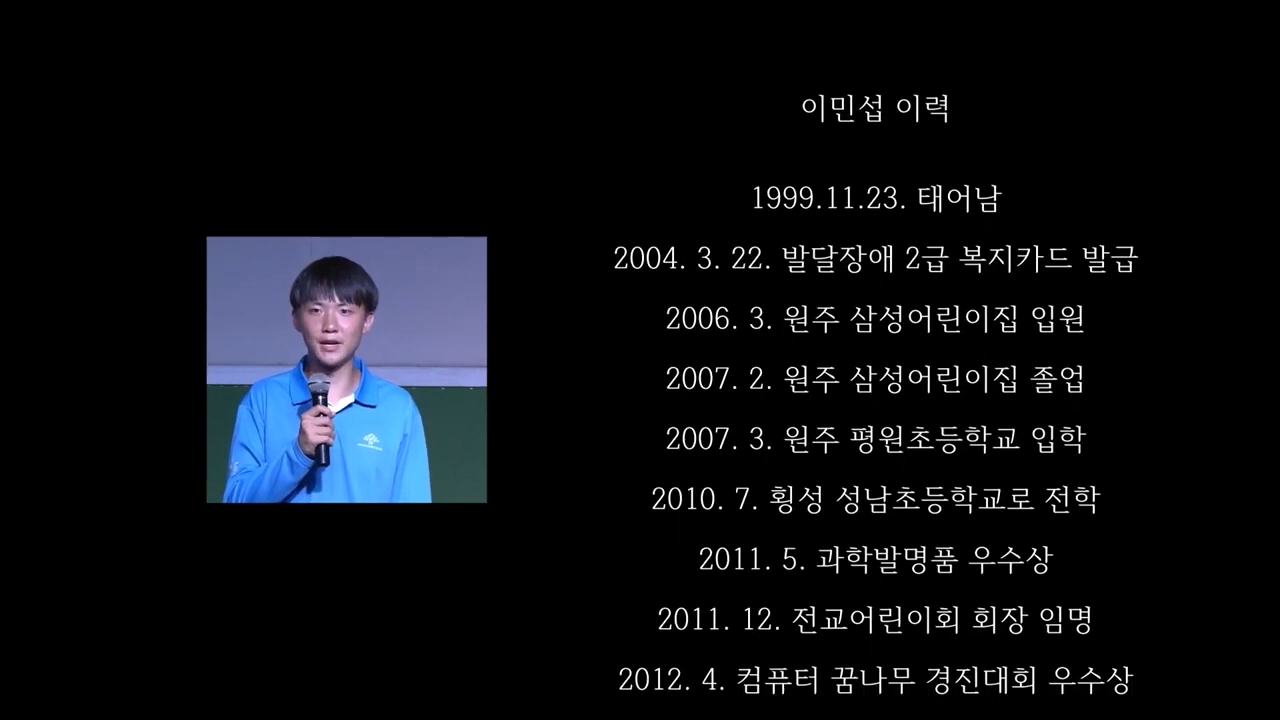 이민섭 이력
1999.11.23. 태어남
2004. 3. 22. 발달장애 2급 복지카드 발급
2006. 3. 원주 삼성어린이집 입원
2007. 2. 원주 삼성어린이집 졸업
2007. 3. 원주 평원초등학교 입학
2010. 7. 횡성 성남초등학교로 전학
2011. 5. 과학발명품 우수상
2011. 12. 전교어린이회 회장 임명
2012. 4. 컴퓨터 꿈나무 경진대회 우수상